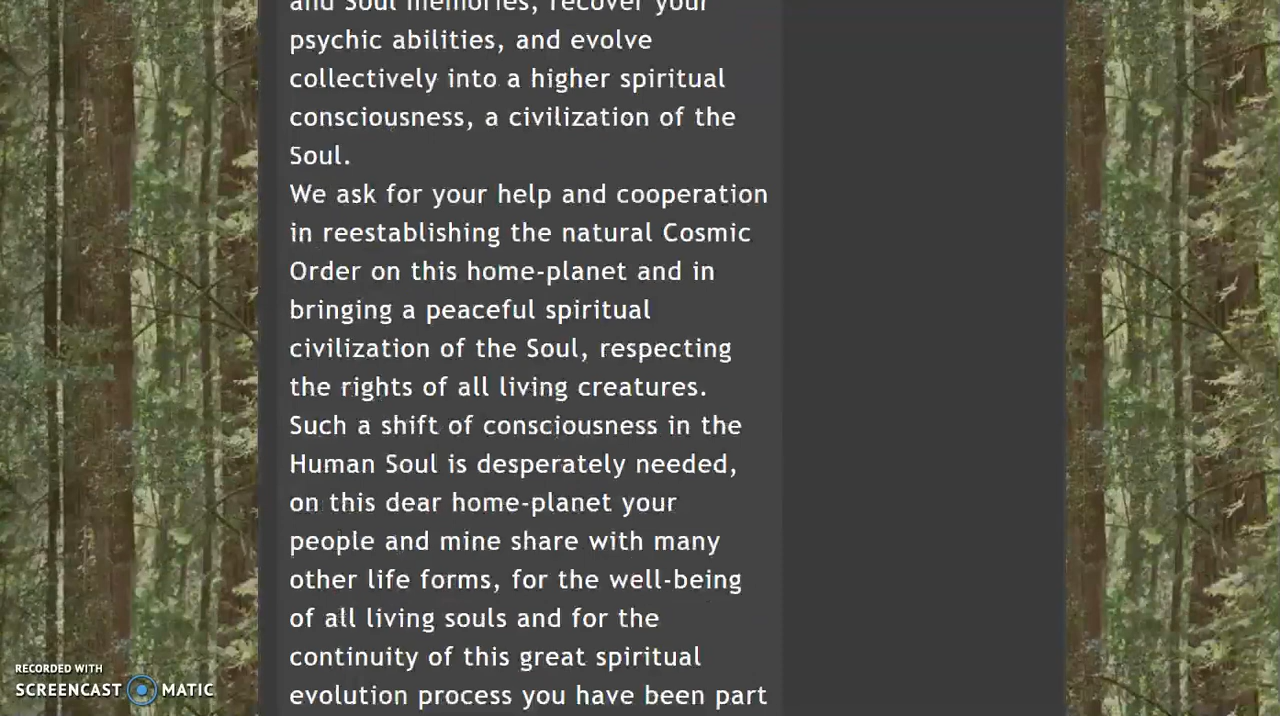 and Soul memories, recover your
psychic abilities, and evolve
collectively into a higher spiritual
consciousness, a civilization of the
Soul.
We ask for your help and cooperation
in reestablishing the natural Cosmic
Order on this home-planet and in
bringing a peaceful spiritual
civilization of the Soul, respecting
the rights of all living creatures.
Such a shift of consciousness in the
Human Soul is desperately needed,
on this dear home-planet your
people and mine share with many
other life forms, for the well-being
of all living souls and for the
continuity of this great spiritual
evolution process you have been part
RECORDED WITH
SCREENCAST MATIC